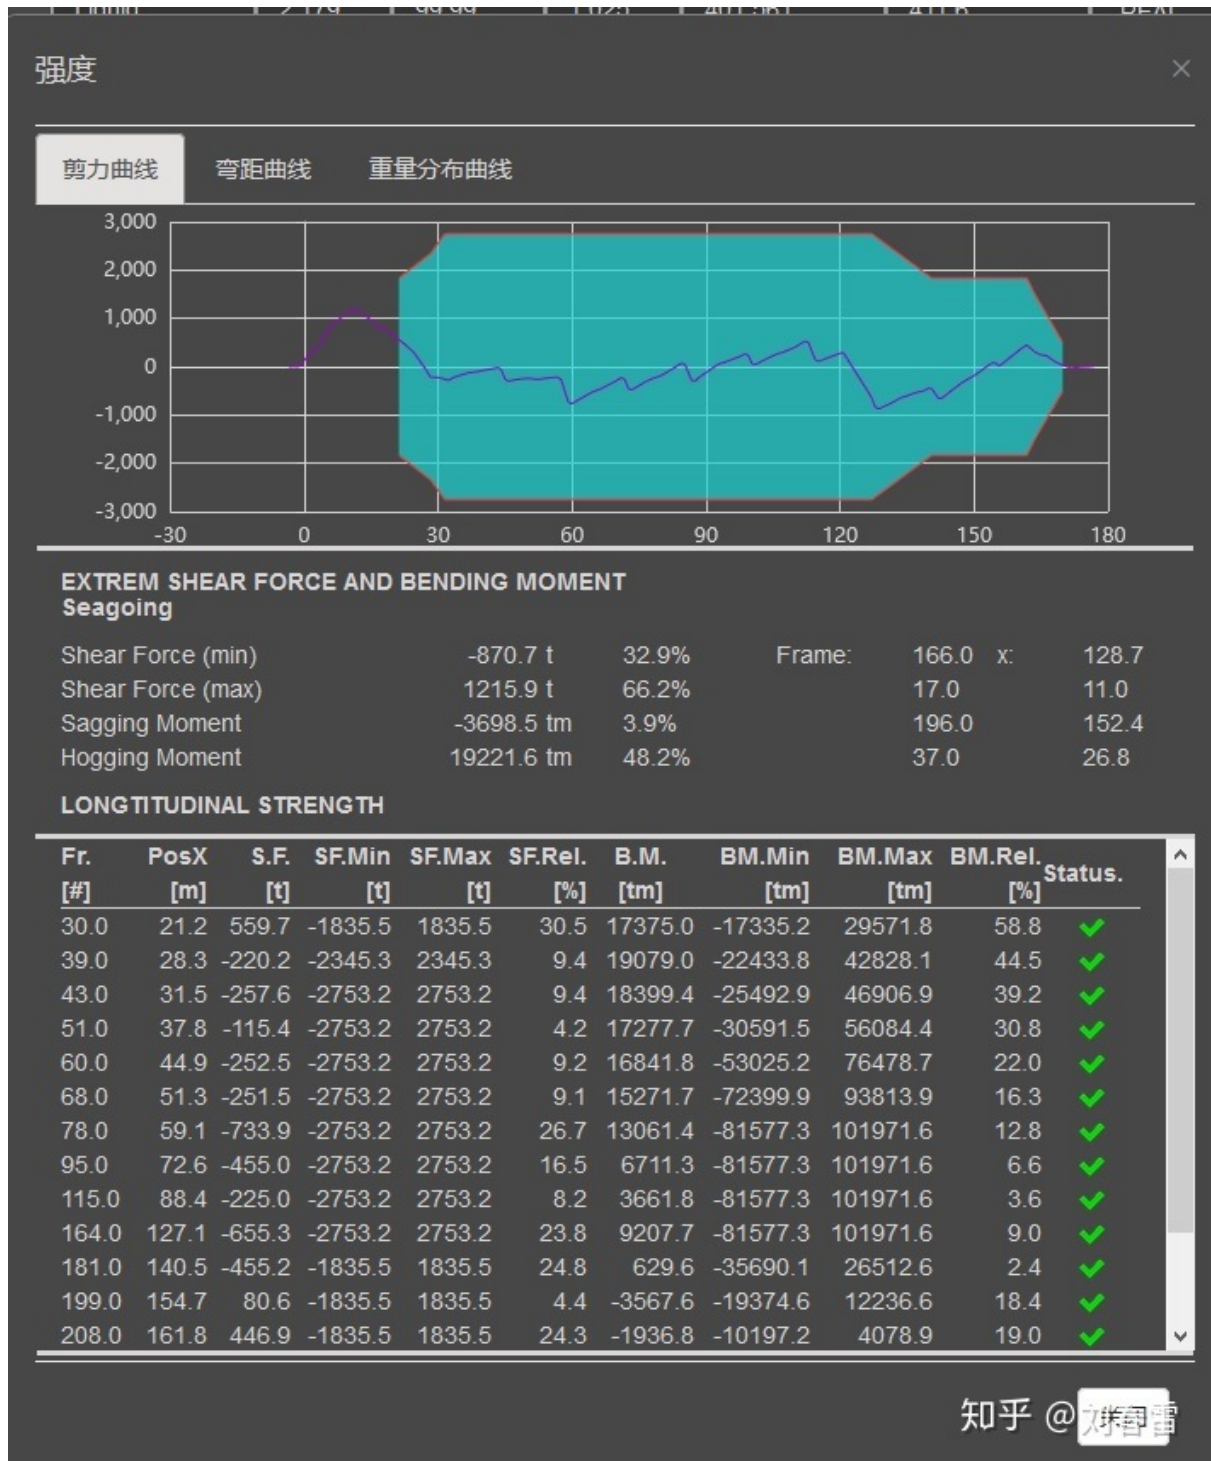 强度
剪力曲线 弯距曲线 重量分布曲线
3,000
2,000
1,000
0
-1,000
-2,000
-3,000
-30 0 30 60 90 120 150 180
EXTREM SHEAR FORCE AND BENDING MOMENT
Seagoing
Shear Force (min) -870.7 t 32.9% Frame: 166.0 x: 128.7
Shear Force (max) 1215.9 t 66.2% 17.0 11.0
Sagging Moment -3698.5 tm 3.9% 196.0 152.4
Hogging Moment 19221.6 tm 48.2% 37.0 26.8
LONGTITUDINAL STRENGTH
Fr. PosX S.F. SF.Min SF.Max SF.Rel. B.M. BM.Min BM.Max BM.Rel. Status.
[#] [m] [t] [t] [t] [%] [tm] [tm] [tm] [%]
30.0 21.2 559.7 -1835.5 1835.5 30.5 17375.0 -17335.2 29571.8 58.8
39.0 28.3 -220.2 -2345.3 2345.3 9.4 19079.0 -22433.8 42828.1 44.5
43.0 31.5 -257.6 -2753.2 2753.2 9.4 18399.4 -25492.9 46906.9 39.2
51.0 37.8 -115.4 -2753.2 2753.2 4.2 17277.7 -30591.5 56084.4 30.8
60.0 44.9 -252.5 -2753.2 2753.2 9.2 16841.8 -53025.2 76478.7 22.0
68.0 51.3 -251.5 -2753.2 2753.2 9.1 15271.7 -72399.9 93813.9 16.3
78.0 59.1 -733.9 -2753.2 2753.2 26.7 13061.4 -81577.3 101971.6 12.8
95.0 72.6 -455.0 -2753.2 2753.2 16.5 6711.3 -81577.3 101971.6 6.6
115.0 88.4 -225.0 -2753.2 2753.2 8.2 3661.8 -81577.3 101971.6 3.6
164.0 127.1 -655.3 -2753.2 2753.2 23.8 9207.7 -81577.3 101971.6 9.0
181.0 140.5 -455.2 -1835.5 1835.5 24.8 629.6 -35690.1 26512.6 2.4
199.0 154.7 80.6 -1835.5 1835.5 4.4 -3567.6 -19374.6 12236.6 18.4
208.0 161.8 446.9 -1835.5 1835.5 24.3 -1936.8 -10197.2 4078.9 19.0
知乎 @